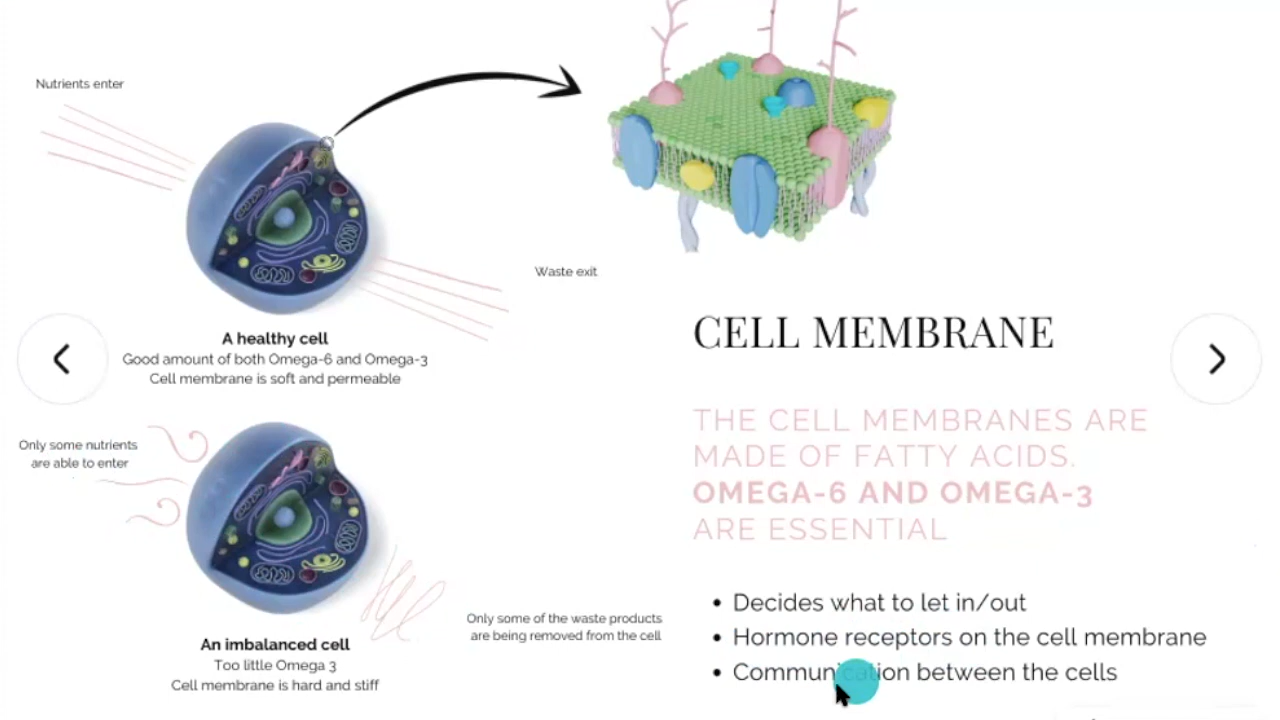 Nutrients enter
Waste exit
A healthy cell
Good amount of both Omega-6 and Omega-3
Cell membrane is soft and permeable
Only some nutrients
are able to enter
Only some of the waste products
are being removed from the cell
An imbalanced cell
Too little Omega 3
Cell membrane is hard and stiff
CELL MEMBRANE
THE CELL MEMBRANES ARE
MADE OF FATTY ACIDS.
OMEGA-6 AND OMEGA-3
ARE ESSENTIAL
• Decides what to let in/out
• Hormone receptors on the cell membrane
• Communication between the cells